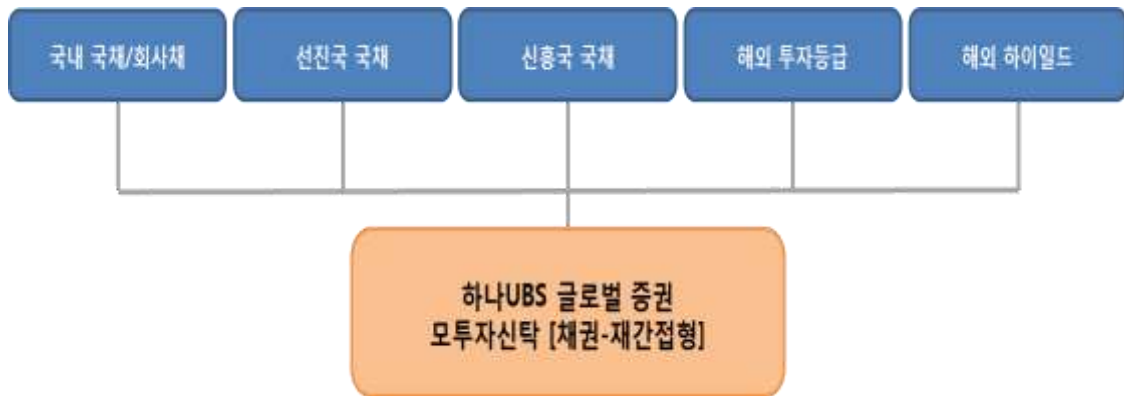 국내 국채/회사채
선진국 국채
신흥국 국채
해외 투자등급
해외 하이일드
하나UBS 글로벌 증권
모투자신탁 [채권-재간접형]